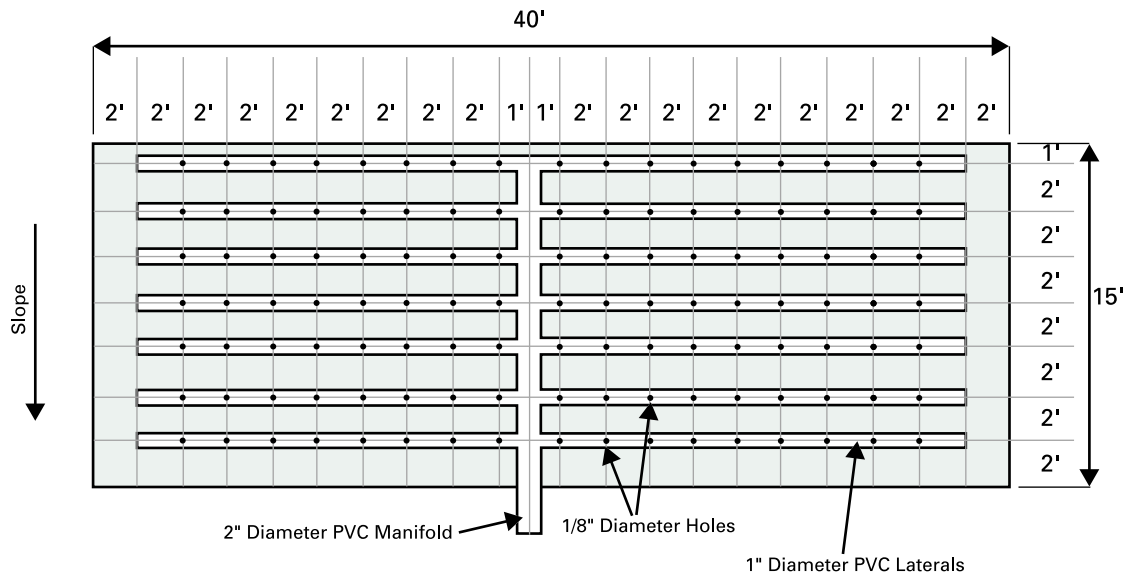 40'
2' 2' 2' 2' 2' 2' 2' 2' 2' 1' 1' 2' 2' 2' 2' 2' 2' 2' 2' 2' 2'
1'
2'
2'
2'
2'
2'
2'
2'
15'
Slope
2" Diameter PVC Manifold
1/8" Diameter Holes
1" Diameter PVC Laterals